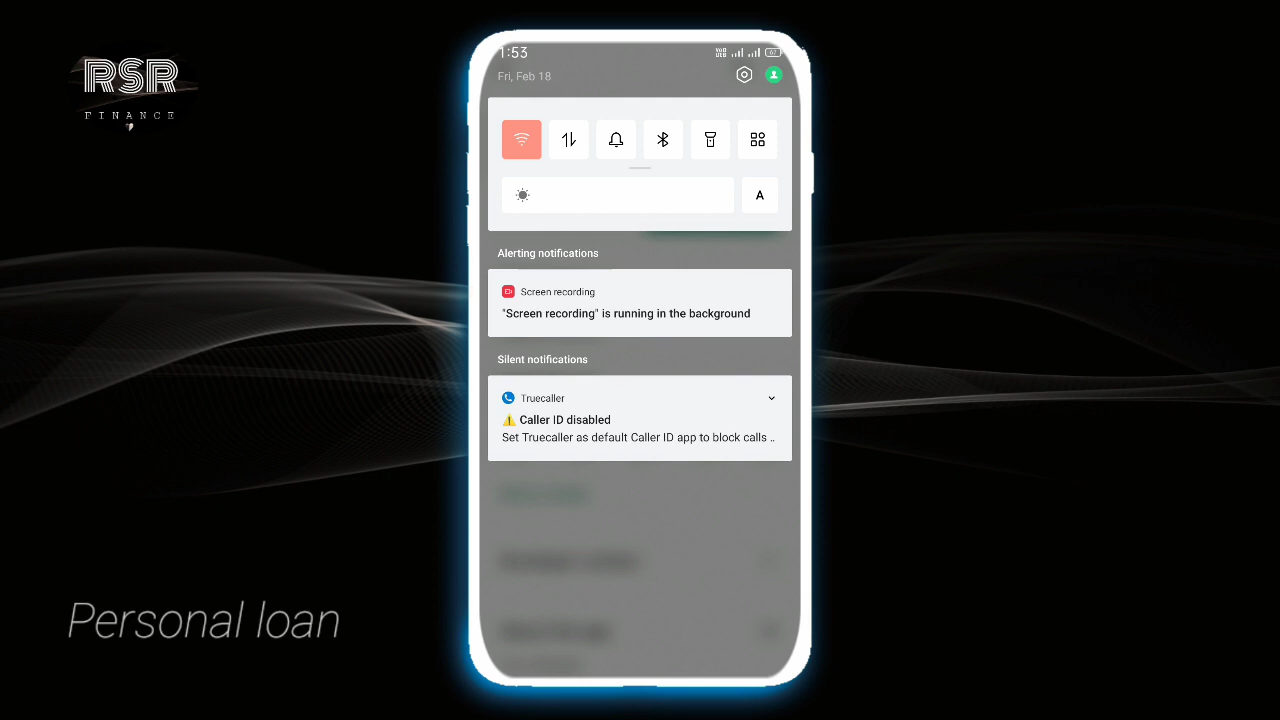 RSR
FINANCE
1:53
Fri, Feb 18
67
A
Alerting notifications
Screen recording
"Screen recording" is running in the background
Silent notifications
Truecaller
⚠️ Caller ID disabled
Set Truecaller as default Caller ID app to block calls ..
Personal loan